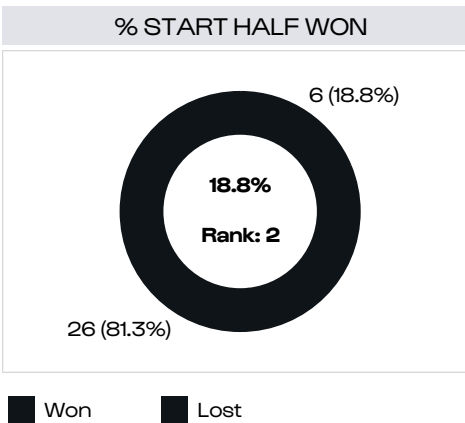 % START HALF WON
6 (18.8%)
18.8%
Rank: 2
26 (81.3%)
Won
Lost